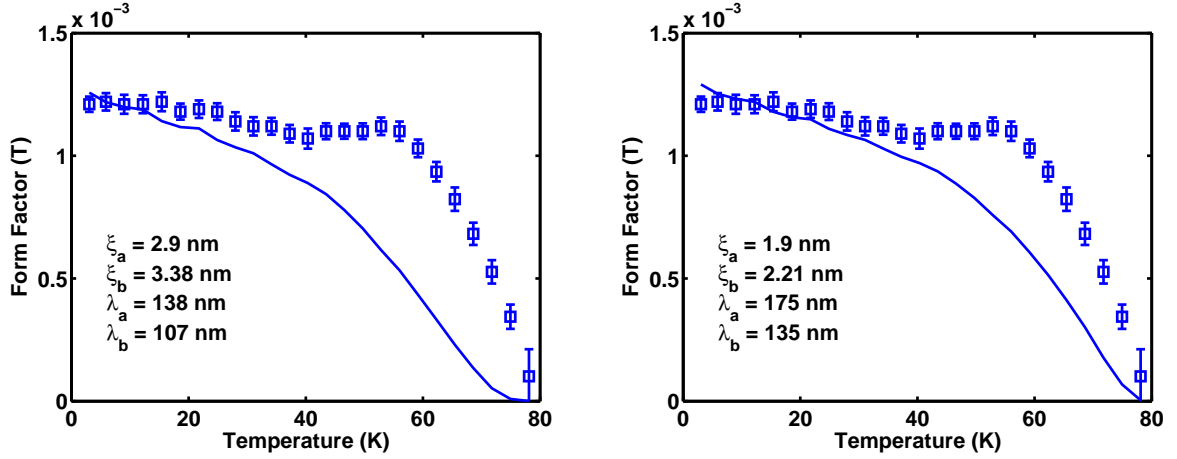 x 10⁻³
1.5
1
0.5
0
Form Factor (T)
ξa = 2.9 nm
ξb = 3.38 nm
λa = 138 nm
λb = 107 nm
0 20 40 60 80
Temperature (K)
x 10⁻³
1.5
1
0.5
0
Form Factor (T)
ξa = 1.9 nm
ξb = 2.21 nm
λa = 175 nm
λb = 135 nm
0 20 40 60 80
Temperature (K)